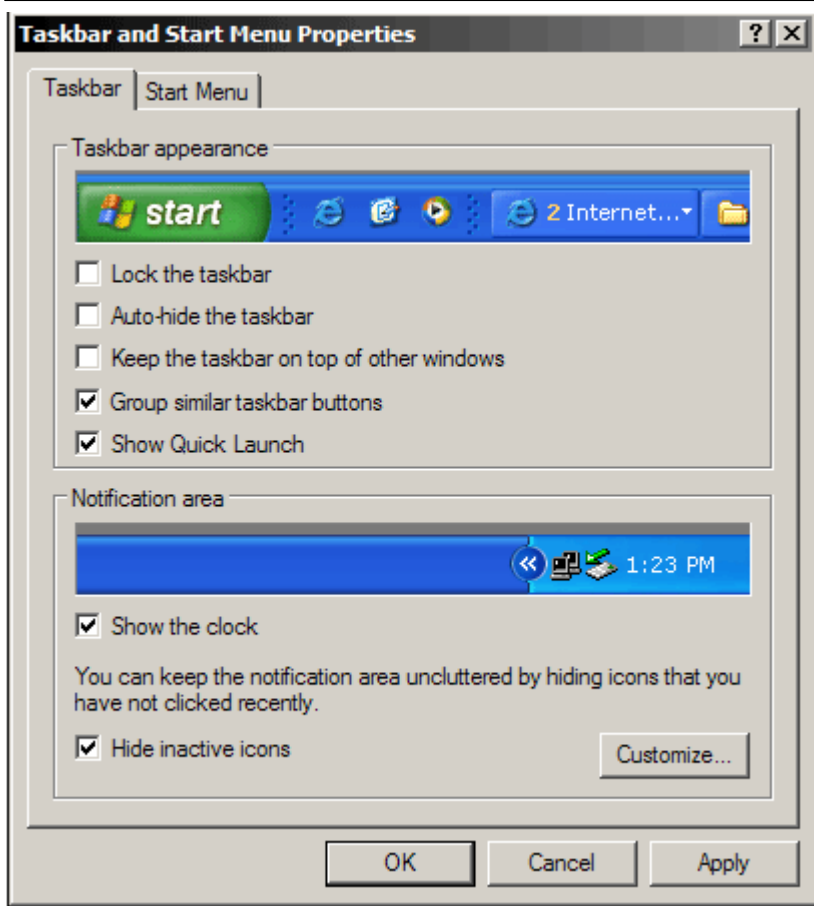 Taskbar and Start Menu Properties
Taskbar
Start Menu
Taskbar appearance
start
2 Internet...
Lock the taskbar
Auto-hide the taskbar
Keep the taskbar on top of other windows
Group similar taskbar buttons
Show Quick Launch
Notification area
1:23 PM
Show the clock
You can keep the notification area uncluttered by hiding icons that you
have not clicked recently.
Hide inactive icons
Customize...
OK
Cancel
Apply